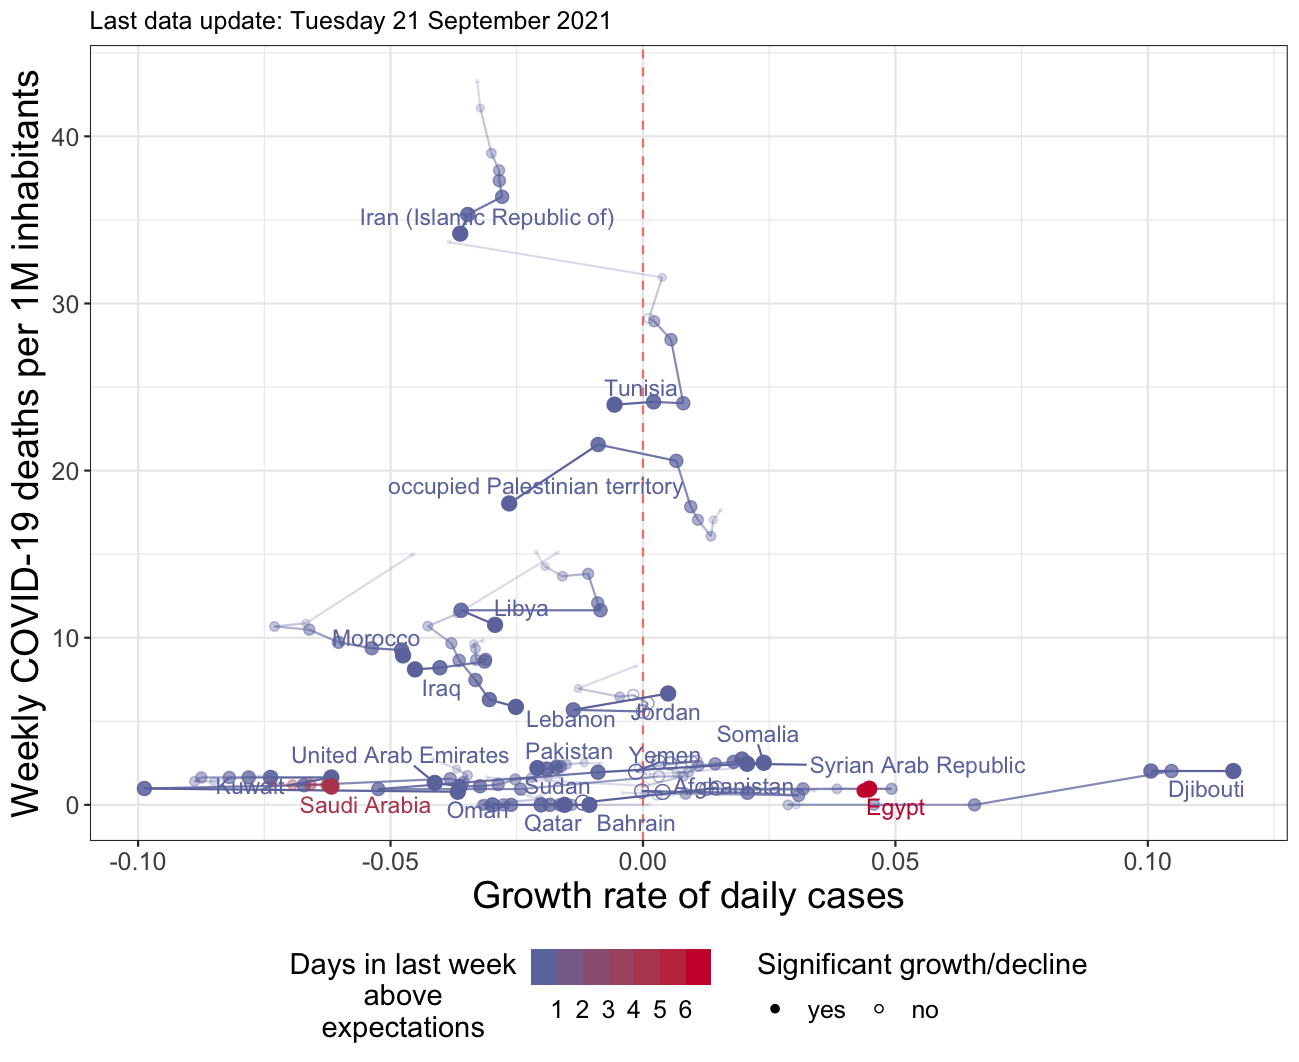 Last data update: Tuesday 21 September 2021
Weekly COVID-19 deaths per 1M inhabitants
40
30
20
10
0
Iran (Islamic Republic of)
Tunisia
occupied Palestinian territory
Libya
Morocco
Iraq
Lebanon
Jordan
Somalia
United Arab Emirates
Pakistan
Yemen
Syrian Arab Republic
Kuwait
Sudan
Afghanistan
Djibouti
Saudi Arabia
Oman
Egypt
Qatar
Bahrain
-0.10
-0.05
0.00
0.05
0.10
Growth rate of daily cases
Days in last week
above
expectations
1 2 3 4 5 6
Significant growth/decline
yes
no